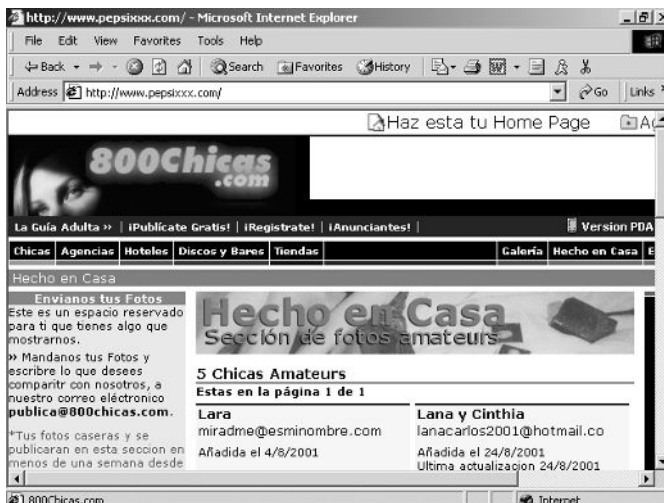 http://www.pepsixxx.com/ - Microsoft Internet Explorer
File Edit View Favorites Tools Help
Back Search Favorites History
Address http://www.pepsixxx.com/ Go Links
Haz esta tu Home Page
800Chicas
.com
La Guía Adulta » | ¡Publícate Gratis! | ¡Registrate! | ¡Anunciantes! | Version PDA
Chicas Agencias Hoteles Discos y Bares Tiendas Galería Hecho en Casa E
Hecho en Casa
Envianos tus Fotos
Este es un espacio reservado
para ti que tienes algo que
mostrarnos.
» Mandanos tus Fotos y
escribre lo que desees
comparitr con nosotros, a
nuestro correo eléctronico
publica@800chicas.com.
*Tus fotos caseras y se
publicaran en esta seccion en
menos de una semana desde
Hecho en Casa
Sección de fotos amateurs
5 Chicas Amateurs
Estas en la página 1 de 1
Lara
miradme@esminombre.com
Añadida el 4/8/2001
Lana y Cinthia
lanacarlos2001@hotmail.co
Añadida el 24/8/2001
Ultima actualizacion 24/8/2001
800Chicas.com Internet